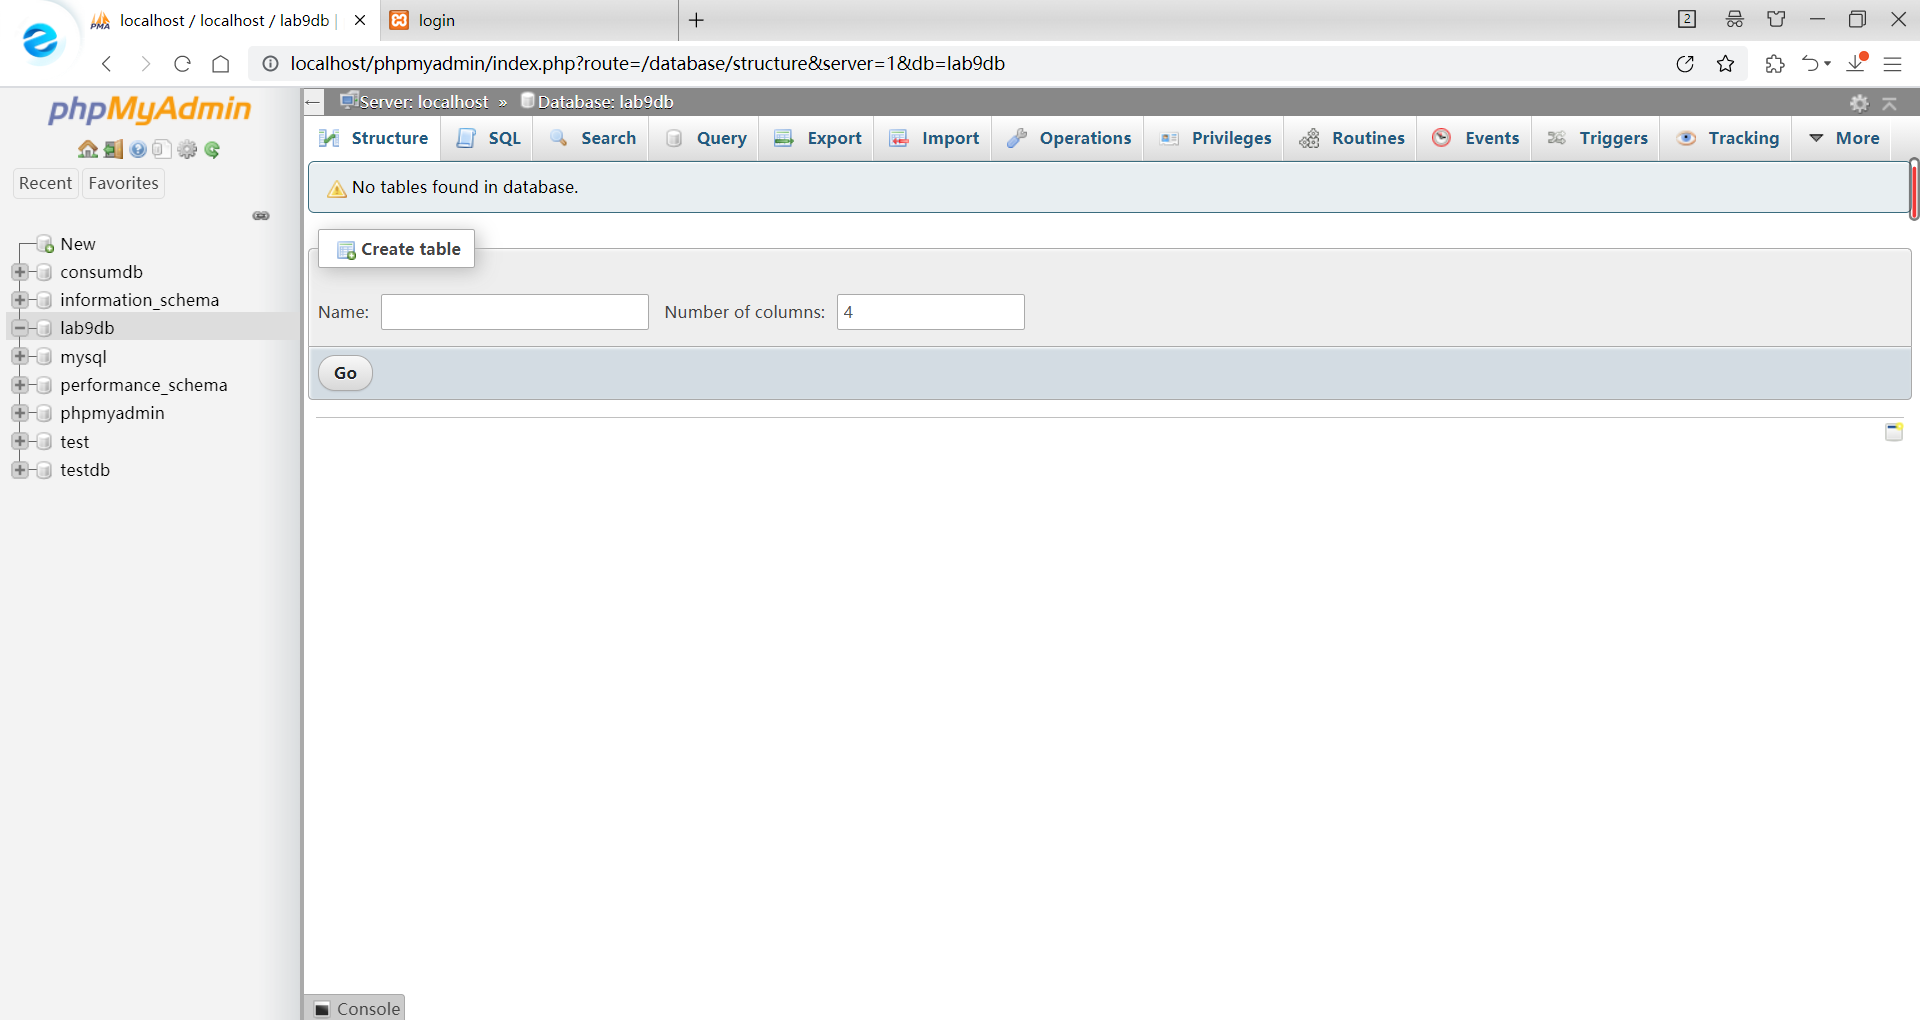 localhost / localhost / lab9db |
login
2
localhost/phpmyadmin/index.php?route=/database/structure&server=1&db=lab9db
phpMyAdmin
Recent
Favorites
New
consumdb
information_schema
lab9db
mysql
performance_schema
phpmyadmin
test
testdb
Server: localhost » Database: lab9db
Structure
SQL
Search
Query
Export
Import
Operations
Privileges
Routines
Events
Triggers
Tracking
More
No tables found in database.
Create table
Name:
Number of columns: 4
Go
Console